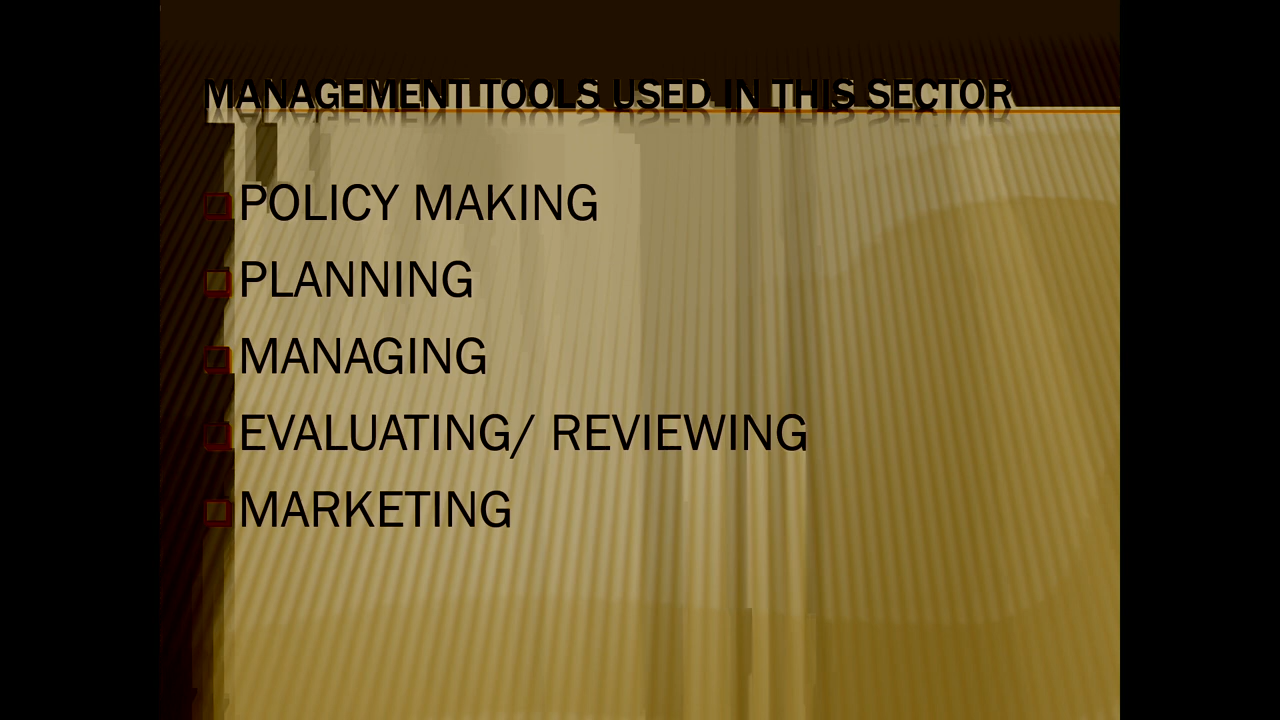 MANAGEMENT TOOLS USED IN THIS SECTOR
POLICY MAKING
PLANNING
MANAGING
EVALUATING/ REVIEWING
MARKETING